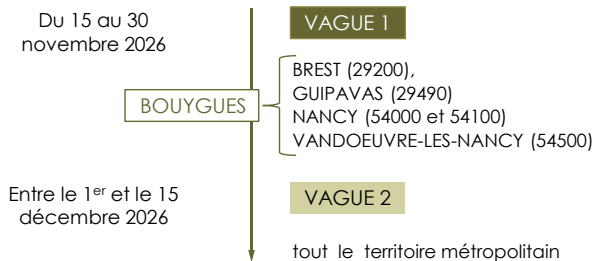 Du 15 au 30
novembre 2026
VAGUE 1
BOUYGUES
BREST (29200),
GUIPAVAS (29490)
NANCY (54000 et 54100)
VANDOEUVRE-LES-NANCY (54500)
Entre le 1er et le 15
décembre 2026
VAGUE 2
tout le territoire métropolitain